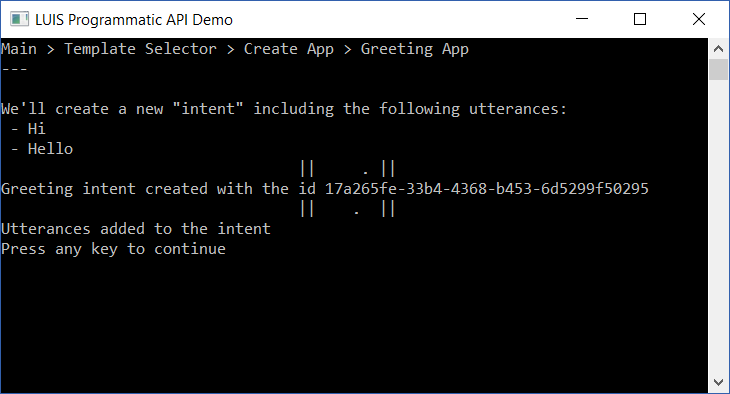 LUIS Programmatic API Demo
Main > Template Selector > Create App > Greeting App
---
We'll create a new "intent" including the following utterances:
- Hi
- Hello
||     . ||
Greeting intent created with the id 17a265fe-33b4-4368-b453-6d5299f50295
||    .  ||
Utterances added to the intent
Press any key to continue